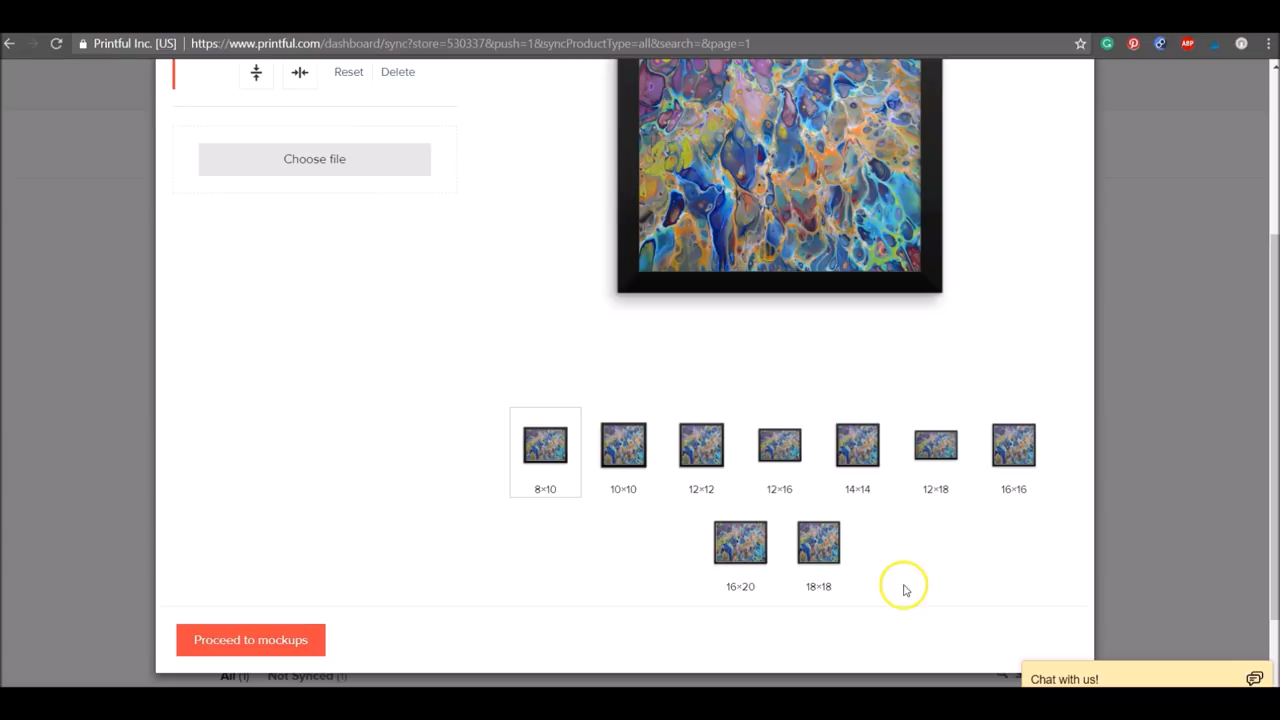 Printful Inc. [US] https://www.printful.com/dashboard/sync?store=530337&push=1&syncProductType=all&search=&page=1
ABP
Reset Delete
Choose file
8×10 10×10 12×12 12×16 14×14 12×18 16×16
16×20 18×18
Proceed to mockups
All (1) Not Synced (1)
Chat with us!